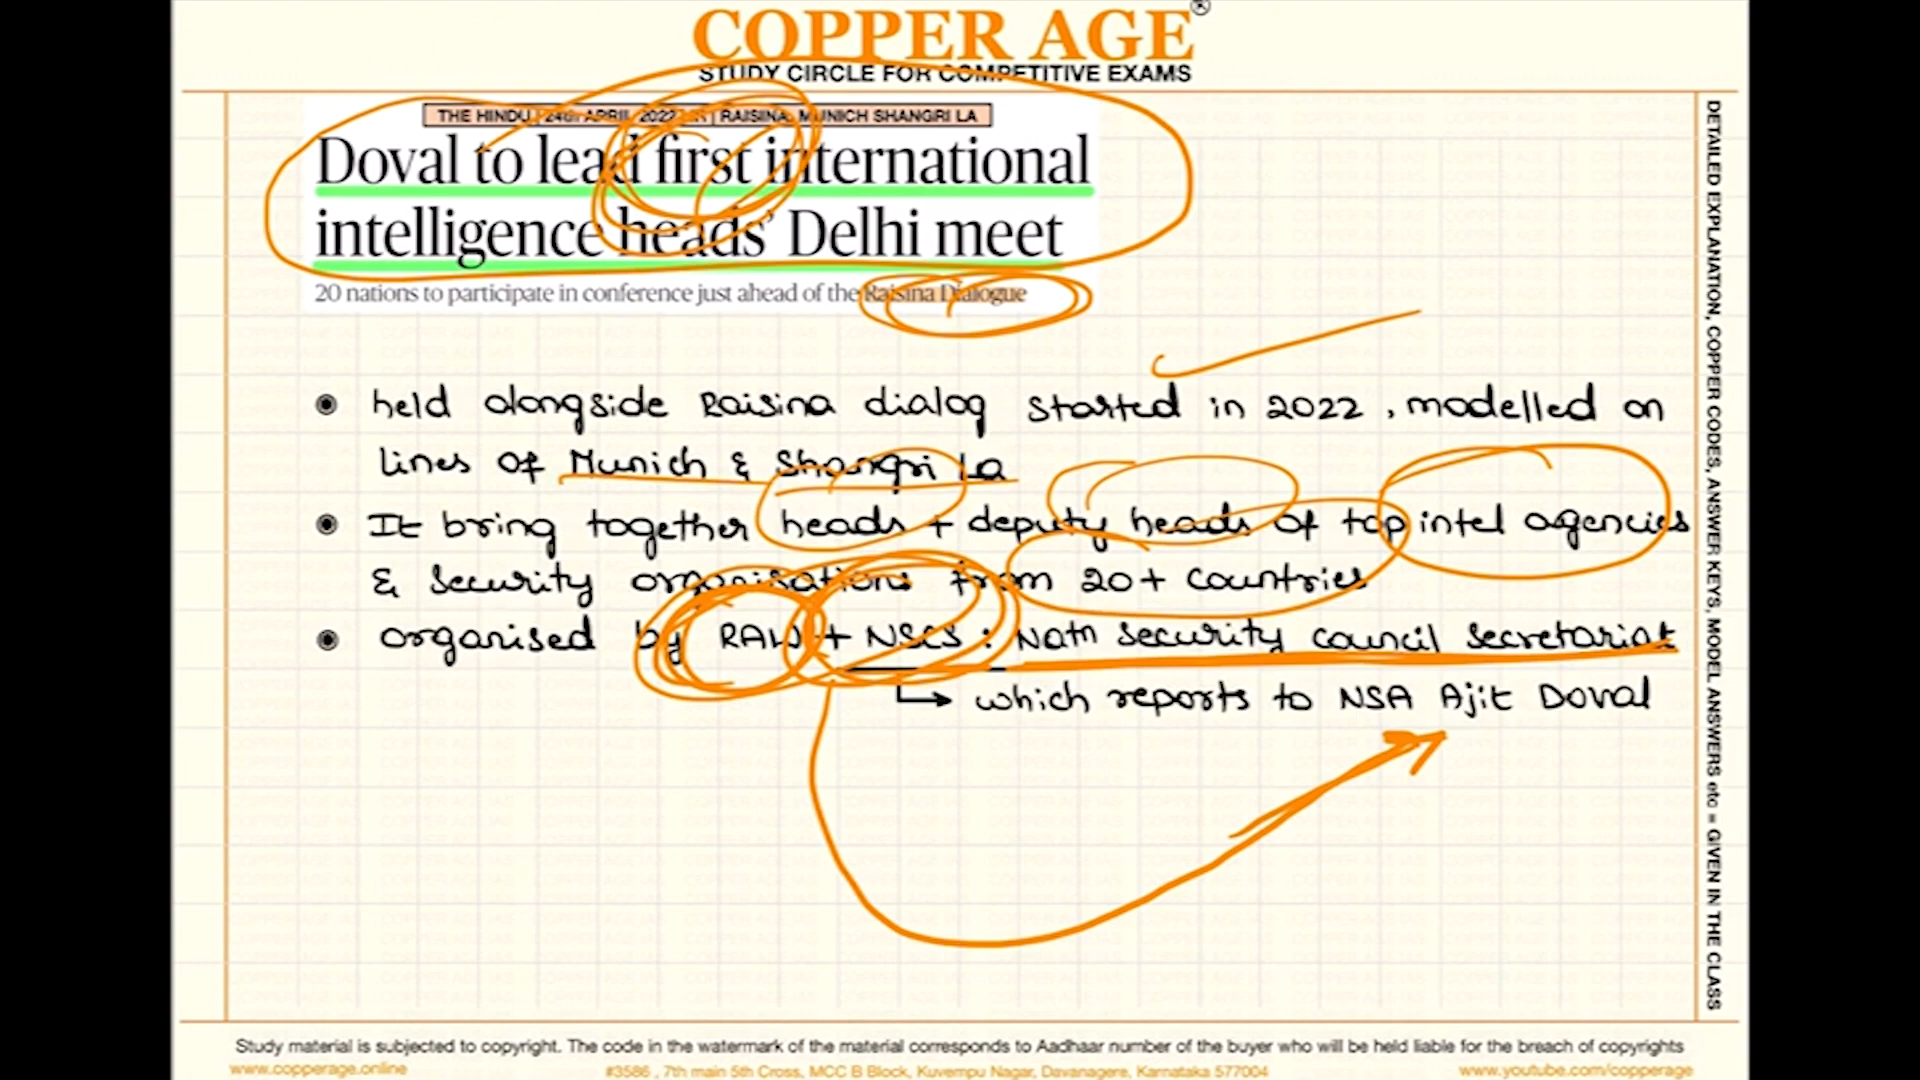 COPPER AGE®
STUDY CIRCLE FOR COMPETITIVE EXAMS
THE HINDU | 24th APRIL 2022 | IR | RAISINA, MUNICH SHANGRI LA
Doval to lead first international
intelligence heads' Delhi meet
20 nations to participate in conference just ahead of the Raisina Dialogue
◉ held alongside Raisina dialog started in 2022, modelled on
lines of Munich & Shangri La
◉ It bring together heads + deputy heads of top intel agencies
& security organisations from 20+ countries
◉ organised by RAW + NSCS : Natn security council secretariat
↳ which reports to NSA Ajit Doval
DETAILED EXPLANATION, COPPER CODES, ANSWER KEYS, MODEL ANSWERS etc = GIVEN IN THE CLASS
Study material is subjected to copyright. The code in the watermark of the material corresponds to Aadhaar number of the buyer who will be held liable for the breach of copyrights
www.copperage.online #3586 , 7th main 5th Cross, MCC B Block, Kuvempu Nagar, Davanagere, Karnataka 577004 www.youtube.com/copperage